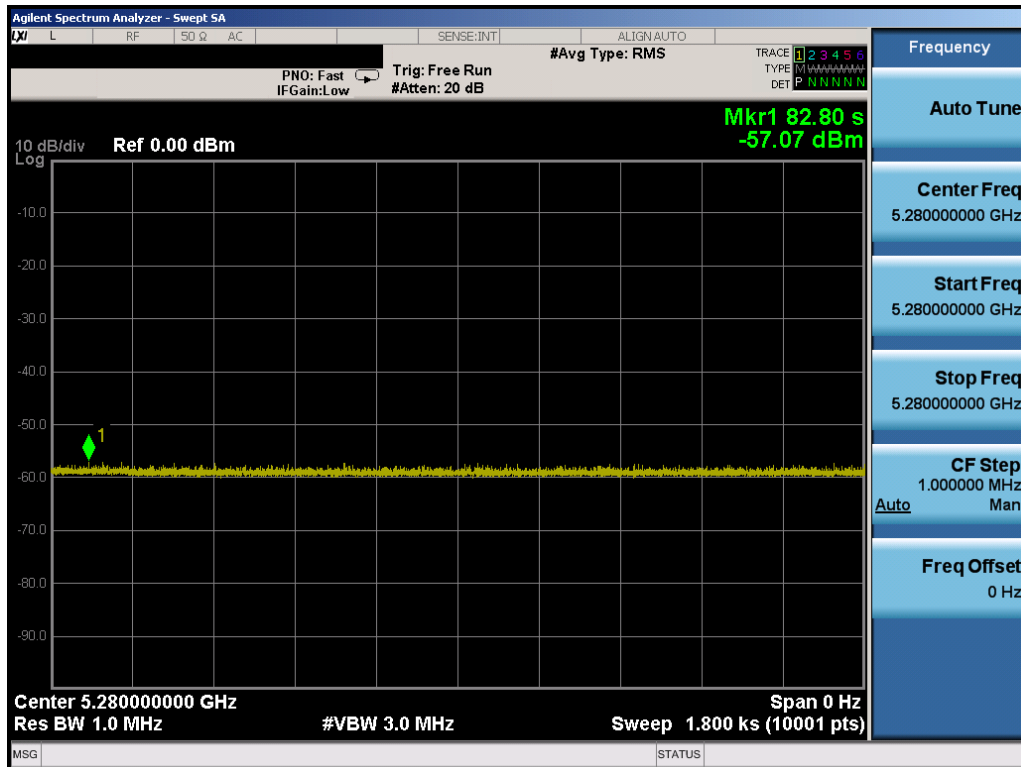 Agilent Spectrum Analyzer - Swept SA
LXI L RF 50 Ω AC SENSE:INT ALIGN AUTO
#Avg Type: RMS
TRACE 1 2 3 4 5 6
TYPE M W W W W W
DET P N N N N N
PNO: Fast
IFGain:Low
Trig: Free Run
#Atten: 20 dB
Mkr1 82.80 s
-57.07 dBm
10 dB/div
Log
Ref 0.00 dBm
-10.0
-20.0
-30.0
-40.0
-50.0
1
-60.0
-70.0
-80.0
-90.0
Center 5.280000000 GHz
Span 0 Hz
Res BW 1.0 MHz
#VBW 3.0 MHz
Sweep 1.800 ks (10001 pts)
MSG
STATUS
Frequency
Auto Tune
Center Freq
5.280000000 GHz
Start Freq
5.280000000 GHz
Stop Freq
5.280000000 GHz
CF Step
1.000000 MHz
Auto Man
Freq Offset
0 Hz